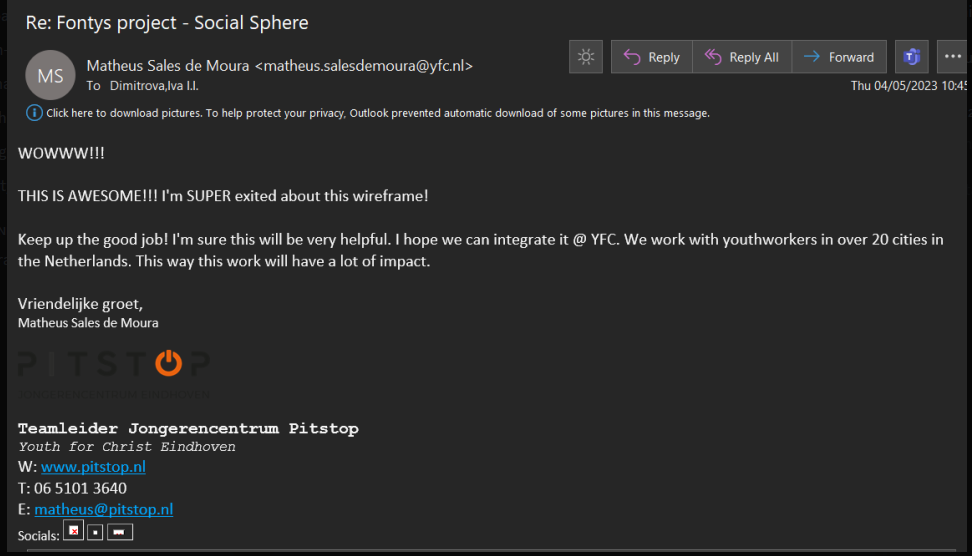 Re: Fontys project - Social Sphere
MS
Matheus Sales de Moura <matheus.salesdemoura@yfc.nl>
To Dimitrova,Iva I.I.
Reply
Reply All
Forward
Thu 04/05/2023 10:45
Click here to download pictures. To help protect your privacy, Outlook prevented automatic download of some pictures in this message.
WOWWW!!!
THIS IS AWESOME!!! I'm SUPER exited about this wireframe!
Keep up the good job! I'm sure this will be very helpful. I hope we can integrate it @ YFC. We work with youthworkers in over 20 cities in
the Netherlands. This way this work will have a lot of impact.
Vriendelijke groet,
Matheus Sales de Moura
PITSTOP
JONGERENCENTRUM EINDHOVEN
Teamleider Jongerencentrum Pitstop
Youth for Christ Eindhoven
W: www.pitstop.nl
T: 06 5101 3640
E: matheus@pitstop.nl
Socials: